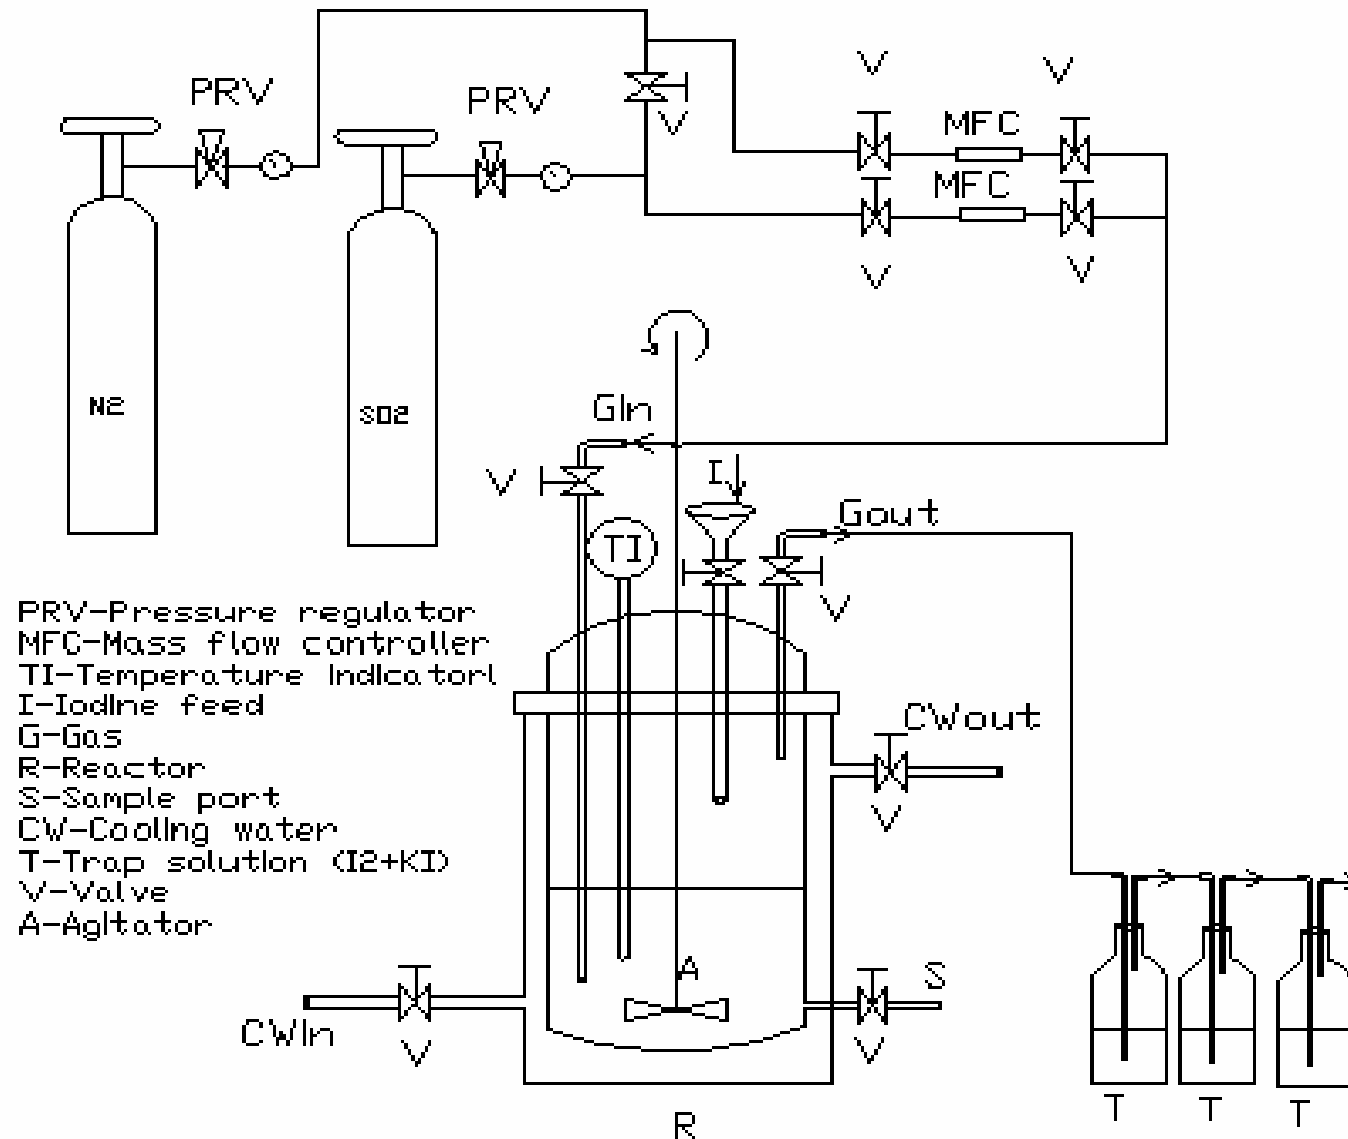 PRV
PRV
V
V
V
MFC
MFC
V
V
N2
SO2
GIn
I
V
Gout
TI
V
PRV-Pressure regulator
MFC-Mass flow controller
TI-Temperature Indicatorl
I-Iodine feed
G-Gas
R-Reactor
S-Sample port
CW-Cooling water
T-Trap solution (I2+KI)
V-Valve
A-Agitator
CWout
V
A
S
CWIn
V
V
T
T
T
R